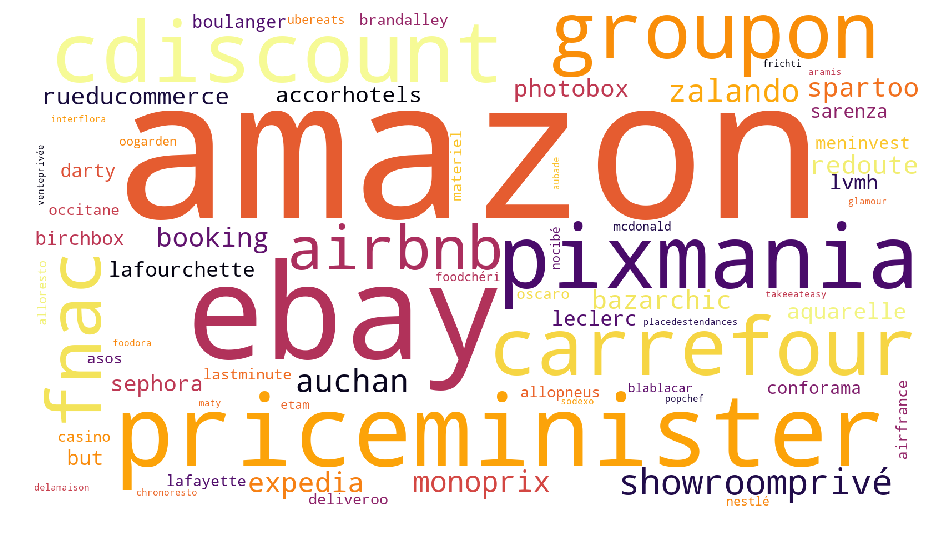 boulanger
ubereats
brandalley
groupon
cdiscount
frichti
aramis
rueducommerce
accorhotels
photobox
zalando
spartoo
sarenza
interflora
amazon
oogarden
materiel
meninvest
redoute
venteprivée
darty
aubade
lvmh
occitane
glamour
birchbox
booking
airbnb
nocibé
mcdonald
pixmania
lafourchette
foodchéri
alloresto
fnac
ebay
oscaro
bazarchic
takeeateasy
aquarelle
leclerc
placedestendances
carrefour
foodora
asos
sephora
lastminute
auchan
allopneus
sodexo
blablacar
popchef
conforama
airfrance
maty
etam
priceminister
casino
but
delamaison
chronoresto
lafayette
expedia
deliveroo
monoprix
showroomprivé
nestlé